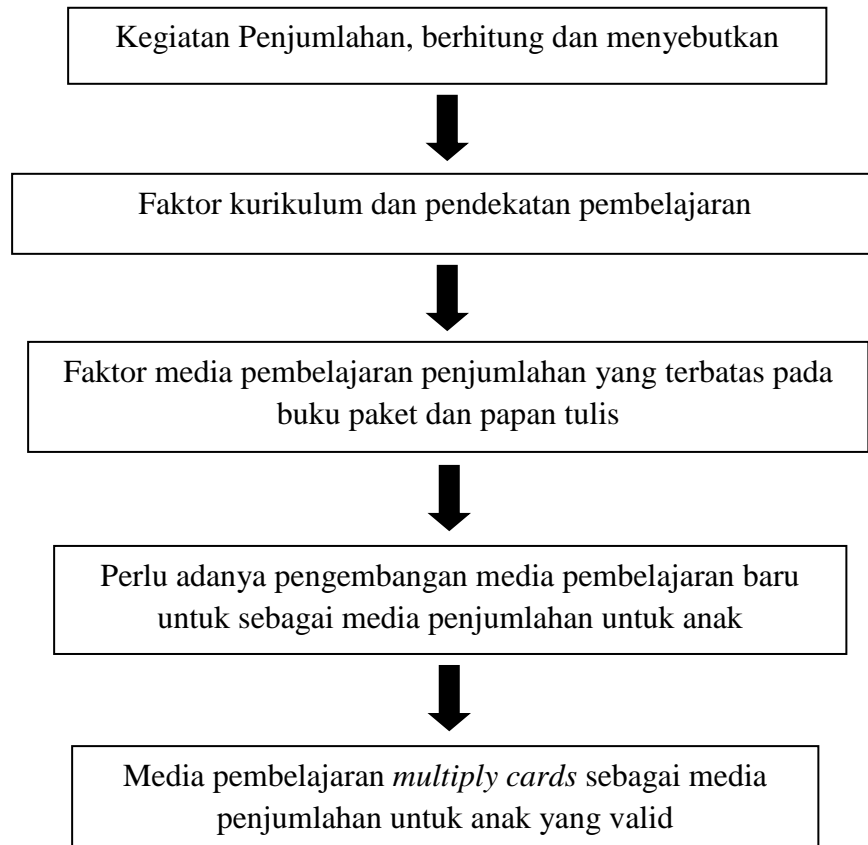 Kegiatan Penjumlahan, berhitung dan menyebutkan
Faktor kurikulum dan pendekatan pembelajaran
Faktor media pembelajaran penjumlahan yang terbatas pada
buku paket dan papan tulis
Perlu adanya pengembangan media pembelajaran baru
untuk sebagai media penjumlahan untuk anak
Media pembelajaran multiply cards sebagai media
penjumlahan untuk anak yang valid